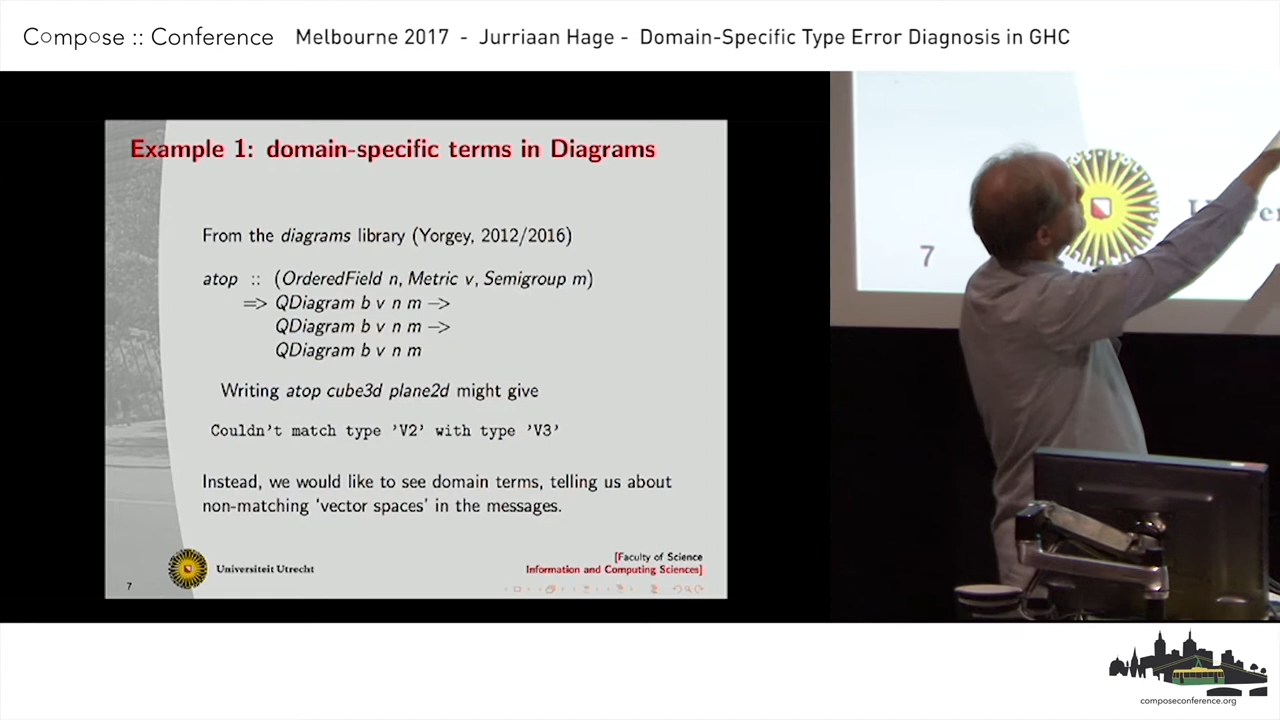 Compose :: Conference Melbourne 2017 - Jurriaan Hage - Domain-Specific Type Error Diagnosis in GHC
Example 1: domain-specific terms in Diagrams
From the diagrams library (Yorgey, 2012/2016)
atop :: (OrderedField n, Metric v, Semigroup m)
=> QDiagram b v n m ->
QDiagram b v n m ->
QDiagram b v n m
Writing atop cube3d plane2d might give
Couldn't match type 'V2' with type 'V3'
Instead, we would like to see domain terms, telling us about
non-matching 'vector spaces' in the messages.
Universiteit Utrecht
[Faculty of Science
Information and Computing Sciences]
7
7
composeconference.org